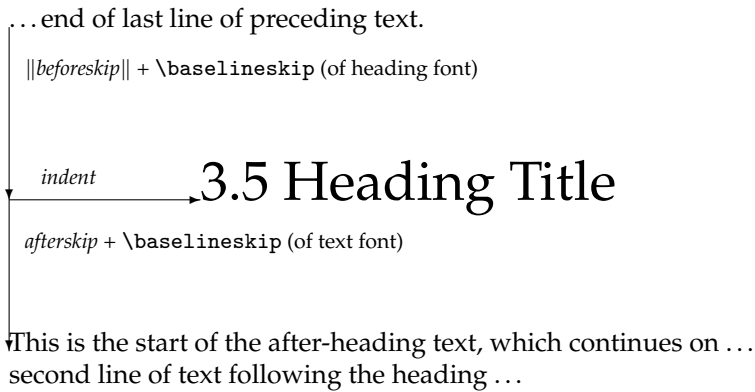 ...end of last line of preceding text.
‖beforeskip‖ + \baselineskip (of heading font)
indent
3.5 Heading Title
afterskip + \baselineskip (of text font)
This is the start of the after-heading text, which continues on ...
second line of text following the heading ...